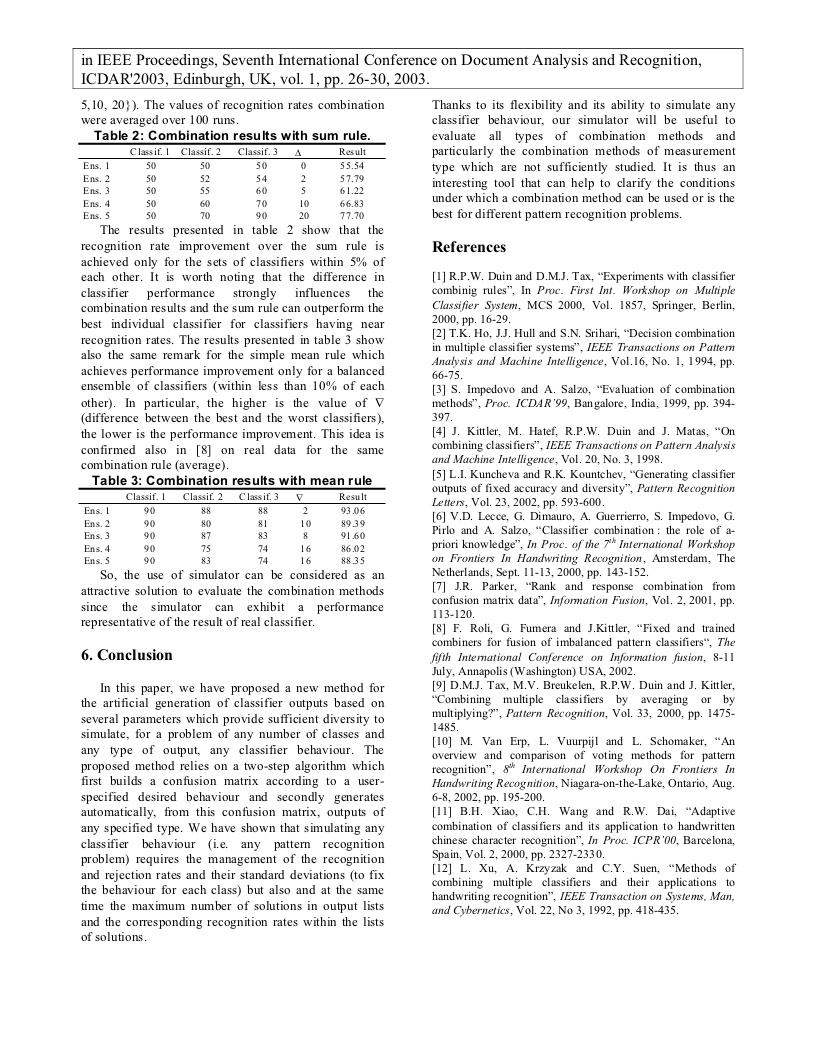 in IEEE Proceedings, Seventh International Conference on Document Analysis and Recognition,
ICDAR'2003, Edinburgh, UK, vol. 1, pp. 26-30, 2003.
5,10, 20}). The values of recognition rates combination
were averaged over 100 runs.
Table 2: Combination results with sum rule.
Classif. 1 Classif. 2 Classif. 3 Δ Result
Ens. 1 50 50 50 0 55.54
Ens. 2 50 52 54 2 57.79
Ens. 3 50 55 60 5 61.22
Ens. 4 50 60 70 10 66.83
Ens. 5 50 70 90 20 77.70
The results presented in table 2 show that the
recognition rate improvement over the sum rule is
achieved only for the sets of classifiers within 5% of
each other. It is worth noting that the difference in
classifier performance strongly influences the
combination results and the sum rule can outperform the
best individual classifier for classifiers having near
recognition rates. The results presented in table 3 show
also the same remark for the simple mean rule which
achieves performance improvement only for a balanced
ensemble of classifiers (within less than 10% of each
other). In particular, the higher is the value of ∇
(difference between the best and the worst classifiers),
the lower is the performance improvement. This idea is
confirmed also in [8] on real data for the same
combination rule (average).
Table 3: Combination results with mean rule
Classif. 1 Classif. 2 Classif. 3 ∇ Result
Ens. 1 90 88 88 2 93.06
Ens. 2 90 80 81 10 89.39
Ens. 3 90 87 83 8 91.60
Ens. 4 90 75 74 16 86.02
Ens. 5 90 83 74 16 88.35
So, the use of simulator can be considered as an
attractive solution to evaluate the combination methods
since the simulator can exhibit a performance
representative of the result of real classifier.
6. Conclusion
In this paper, we have proposed a new method for
the artificial generation of classifier outputs based on
several parameters which provide sufficient diversity to
simulate, for a problem of any number of classes and
any type of output, any classifier behaviour. The
proposed method relies on a two-step algorithm which
first builds a confusion matrix according to a user-
specified desired behaviour and secondly generates
automatically, from this confusion matrix, outputs of
any specified type. We have shown that simulating any
classifier behaviour (i.e. any pattern recognition
problem) requires the management of the recognition
and rejection rates and their standard deviations (to fix
the behaviour for each class) but also and at the same
time the maximum number of solutions in output lists
and the corresponding recognition rates within the lists
of solutions.
Thanks to its flexibility and its ability to simulate any
classifier behaviour, our simulator will be useful to
evaluate all types of combination methods and
particularly the combination methods of measurement
type which are not sufficiently studied. It is thus an
interesting tool that can help to clarify the conditions
under which a combination method can be used or is the
best for different pattern recognition problems.
References
[1] R.P.W. Duin and D.M.J. Tax, “Experiments with classifier
combinig rules”, In Proc. First Int. Workshop on Multiple
Classifier System, MCS 2000, Vol. 1857, Springer, Berlin,
2000, pp. 16-29.
[2] T.K. Ho, J.J. Hull and S.N. Srihari, “Decision combination
in multiple classifier systems”, IEEE Transactions on Pattern
Analysis and Machine Intelligence, Vol.16, No. 1, 1994, pp.
66-75.
[3] S. Impedovo and A. Salzo, “Evaluation of combination
methods”, Proc. ICDAR’99, Bangalore, India, 1999, pp. 394-
397.
[4] J. Kittler, M. Hatef, R.P.W. Duin and J. Matas, “On
combining classifiers”, IEEE Transactions on Pattern Analysis
and Machine Intelligence, Vol. 20, No. 3, 1998.
[5] L.I. Kuncheva and R.K. Kountchev, “Generating classifier
outputs of fixed accuracy and diversity”, Pattern Recognition
Letters, Vol. 23, 2002, pp. 593-600.
[6] V.D. Lecce, G. Dimauro, A. Guerrierro, S. Impedovo, G.
Pirlo and A. Salzo, “Classifier combination : the role of a-
priori knowledge”, In Proc. of the 7th International Workshop
on Frontiers In Handwriting Recognition, Amsterdam, The
Netherlands, Sept. 11-13, 2000, pp. 143-152.
[7] J.R. Parker, “Rank and response combination from
confusion matrix data”, Information Fusion, Vol. 2, 2001, pp.
113-120.
[8] F. Roli, G. Fumera and J.Kittler, “Fixed and trained
combiners for fusion of imbalanced pattern classifiers“, The
fifth International Conference on Information fusion, 8-11
July, Annapolis (Washington) USA, 2002.
[9] D.M.J. Tax, M.V. Breukelen, R.P.W. Duin and J. Kittler,
“Combining multiple classifiers by averaging or by
multiplying?”, Pattern Recognition, Vol. 33, 2000, pp. 1475-
1485.
[10] M. Van Erp, L. Vuurpijl and L. Schomaker, “An
overview and comparison of voting methods for pattern
recognition”, 8th International Workshop On Frontiers In
Handwriting Recognition, Niagara-on-the-Lake, Ontario, Aug.
6-8, 2002, pp. 195-200.
[11] B.H. Xiao, C.H. Wang and R.W. Dai, “Adaptive
combination of classifiers and its application to handwritten
chinese character recognition”, In Proc. ICPR’00, Barcelona,
Spain, Vol. 2, 2000, pp. 2327-2330.
[12] L. Xu, A. Krzyzak and C.Y. Suen, “Methods of
combining multiple classifiers and their applications to
handwriting recognition”, IEEE Transaction on Systems, Man,
and Cybernetics, Vol. 22, No 3, 1992, pp. 418-435.